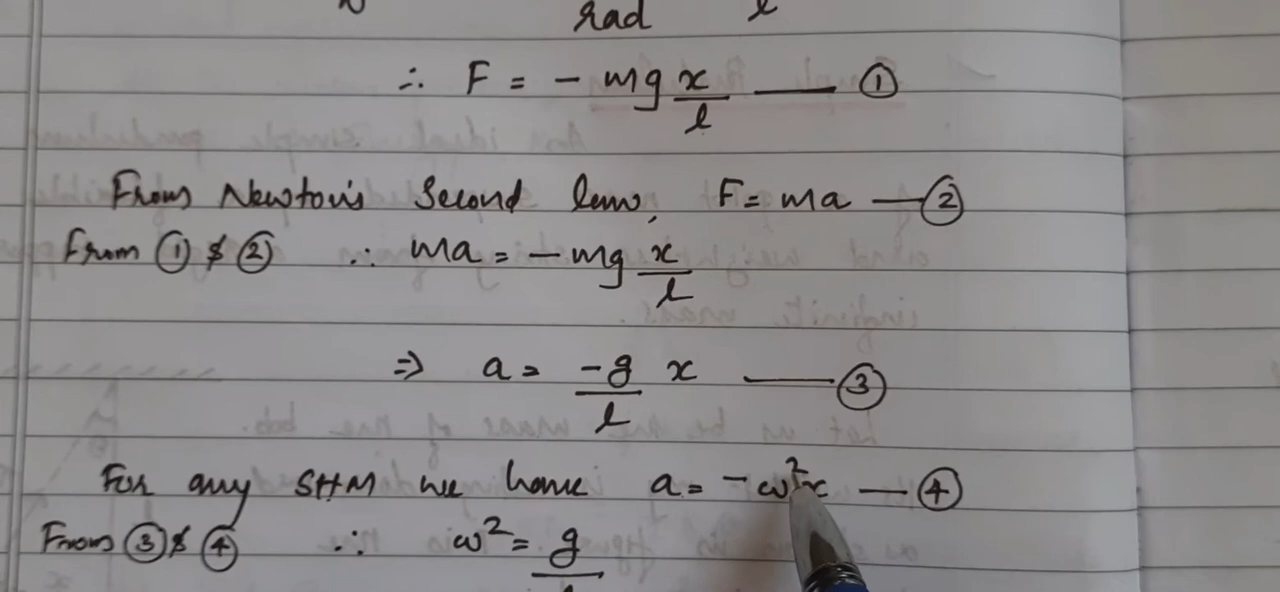 rad l
∴ F = - mg x/l —— ①
From Newton's Second law, F = ma — ②
From ① & ② ∴ ma = - mg x/l
⇒ a = -g/l x —— ③
For any SHM we have a = - ω²x — ④
From ③ & ④ ∴ ω² = g/